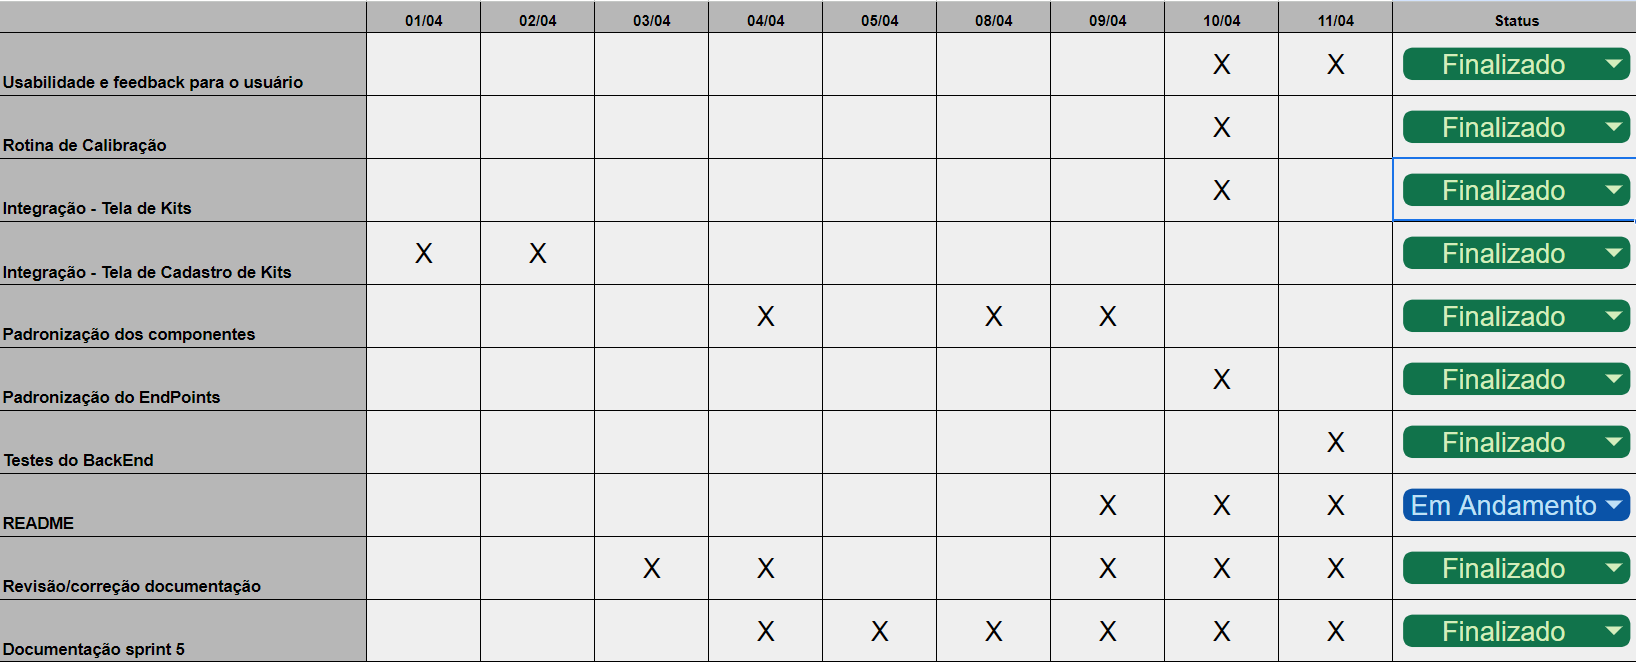 01/04 02/04 03/04 04/04 05/04 08/04 09/04 10/04 11/04 Status
Usabilidade e feedback para o usuário X X Finalizado
Rotina de Calibração X Finalizado
Integração - Tela de Kits X Finalizado
Integração - Tela de Cadastro de Kits X X Finalizado
Padronização dos componentes X X X Finalizado
Padronização do EndPoints X Finalizado
Testes do BackEnd X Finalizado
README X X X Em Andamento
Revisão/correção documentação X X X X X Finalizado
Documentação sprint 5 X X X X X X Finalizado